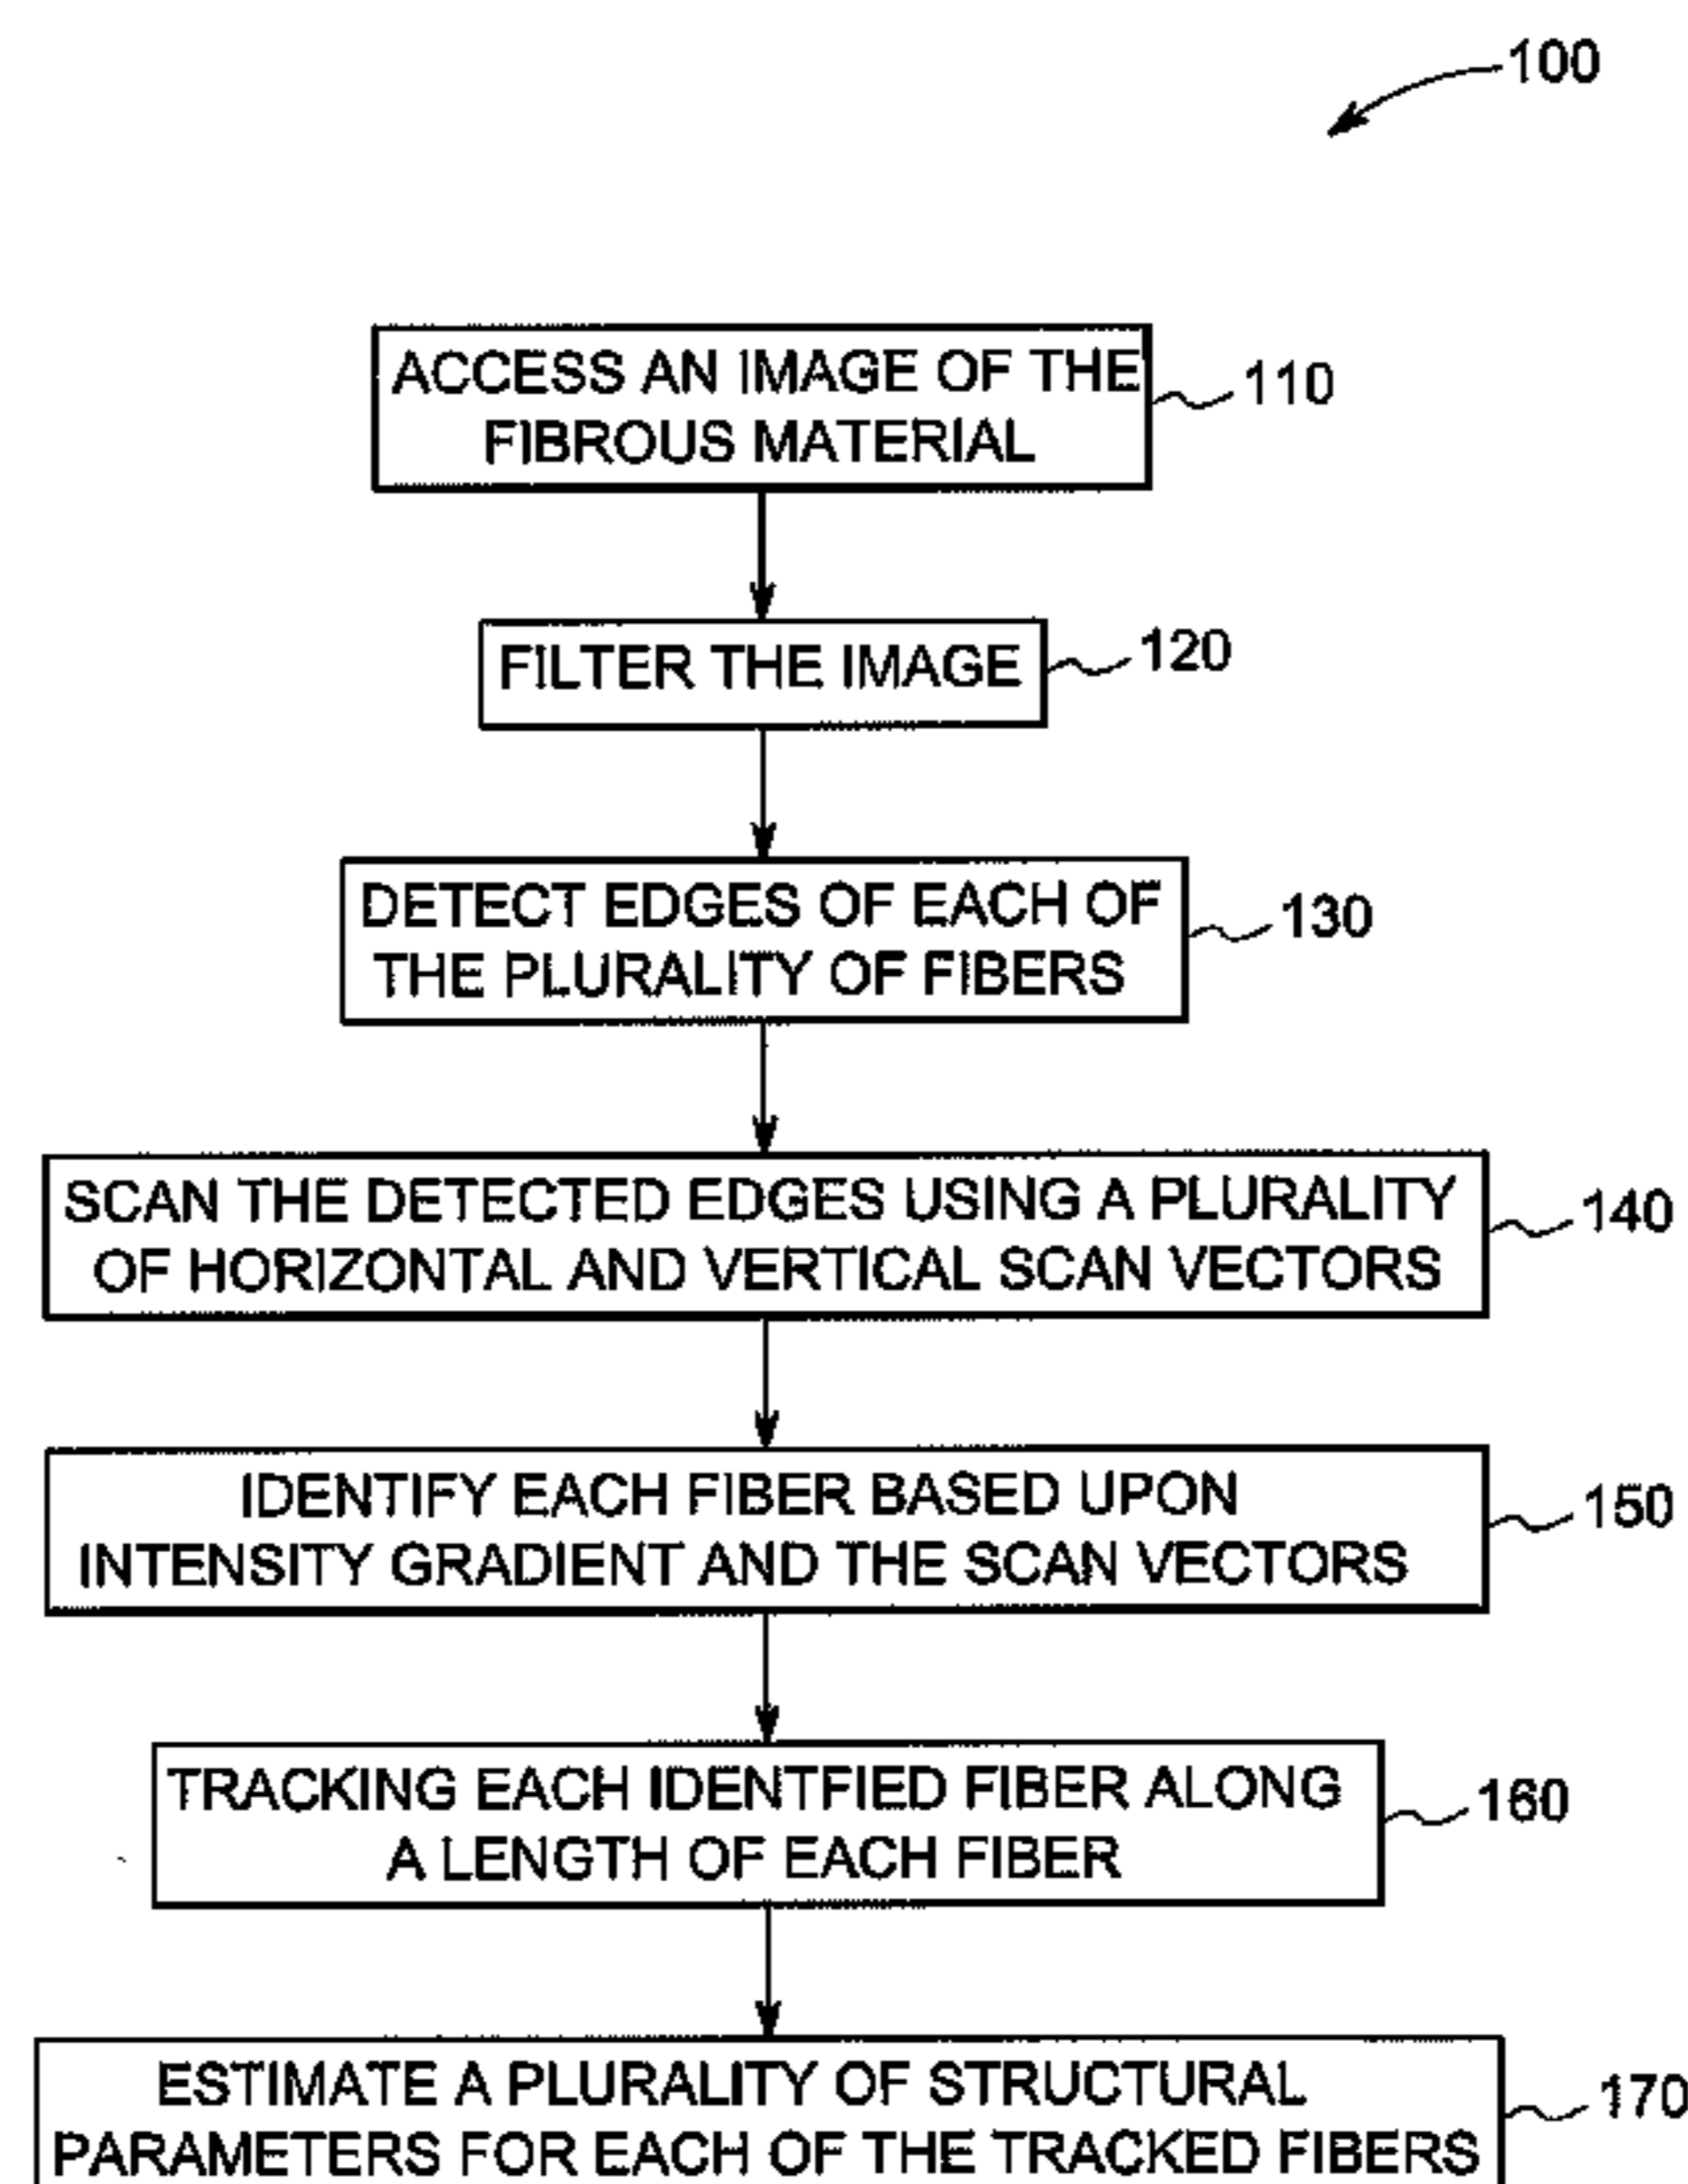 100
ACCESS AN IMAGE OF THE
FIBROUS MATERIAL
110
FILTER THE IMAGE
120
DETECT EDGES OF EACH OF
THE PLURALITY OF FIBERS
130
SCAN THE DETECTED EDGES USING A PLURALITY
OF HORIZONTAL AND VERTICAL SCAN VECTORS
140
IDENTIFY EACH FIBER BASED UPON
INTENSITY GRADIENT AND THE SCAN VECTORS
150
TRACKING EACH IDENTFIED FIBER ALONG
A LENGTH OF EACH FIBER
160
ESTIMATE A PLURALITY OF STRUCTURAL
PARAMETERS FOR EACH OF THE TRACKED FIBERS
170